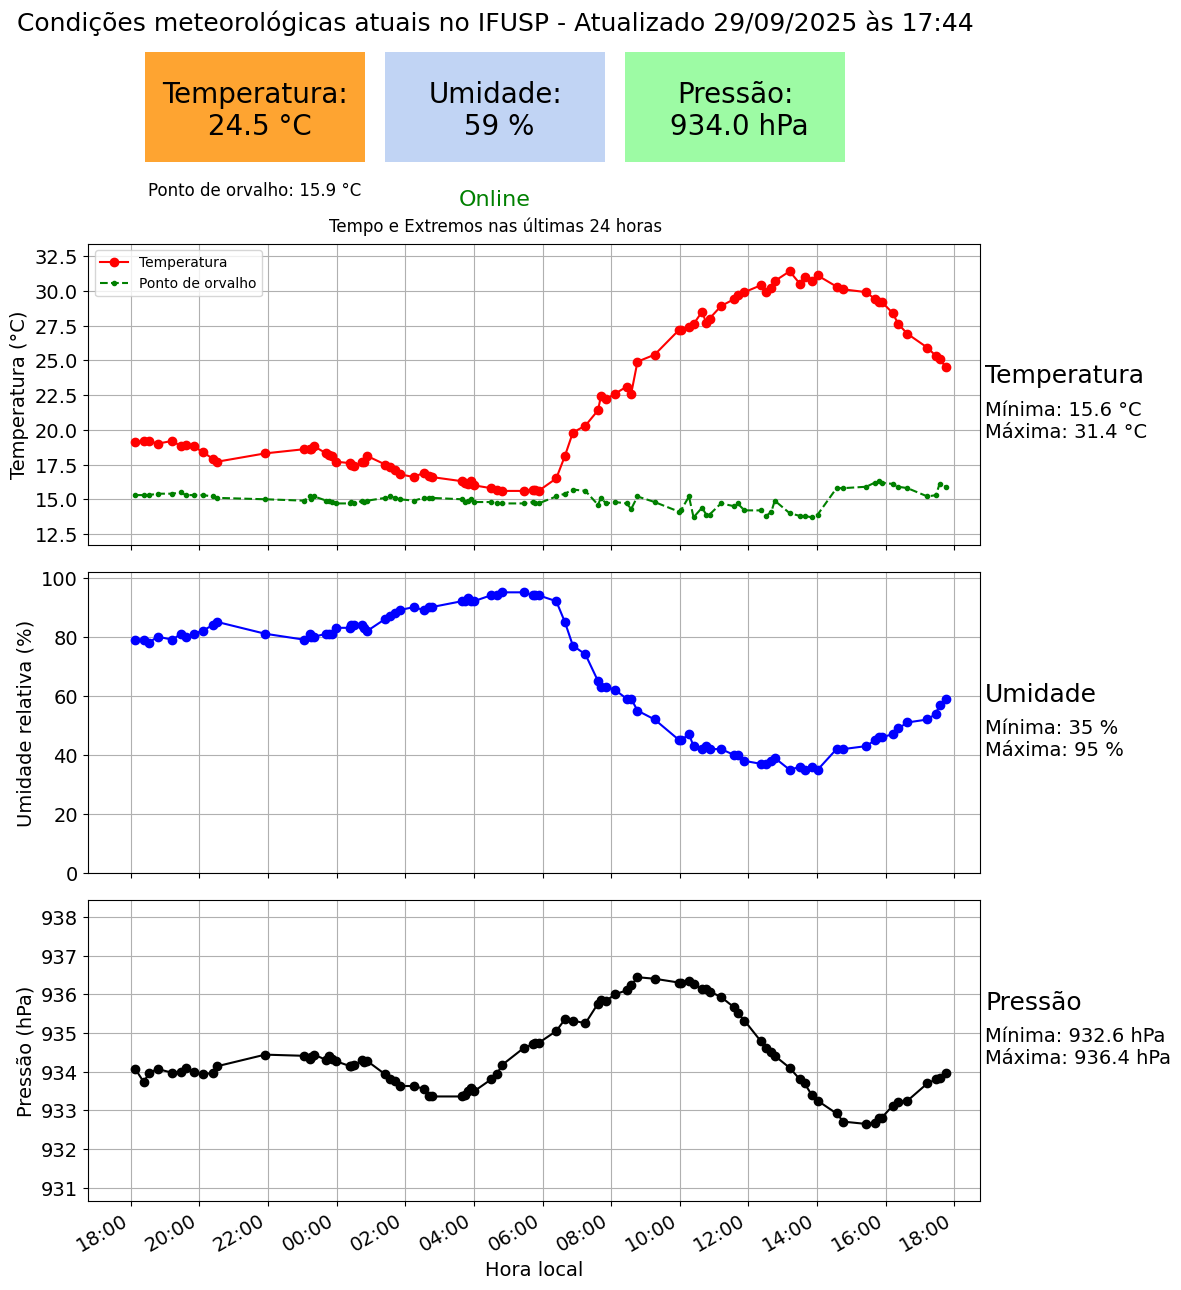 Condições meteorológicas atuais no IFUSP - Atualizado 29/09/2025 às 17:44
Temperatura:
24.5 °C
Umidade:
59 %
Pressão:
934.0 hPa
Ponto de orvalho: 15.9 °C
Online
Tempo e Extremos nas últimas 24 horas
Temperatura (°C)
32.5
30.0
27.5
25.0
22.5
20.0
17.5
15.0
12.5
Temperatura
Ponto de orvalho
Temperatura
Mínima: 15.6 °C
Máxima: 31.4 °C
Umidade relativa (%)
100
80
60
40
20
0
Umidade
Mínima: 35 %
Máxima: 95 %
Pressão (hPa)
938
937
936
935
934
933
932
931
Pressão
Mínima: 932.6 hPa
Máxima: 936.4 hPa
18:00 20:00 22:00 00:00 02:00 04:00 06:00 08:00 10:00 12:00 14:00 16:00 18:00
Hora local